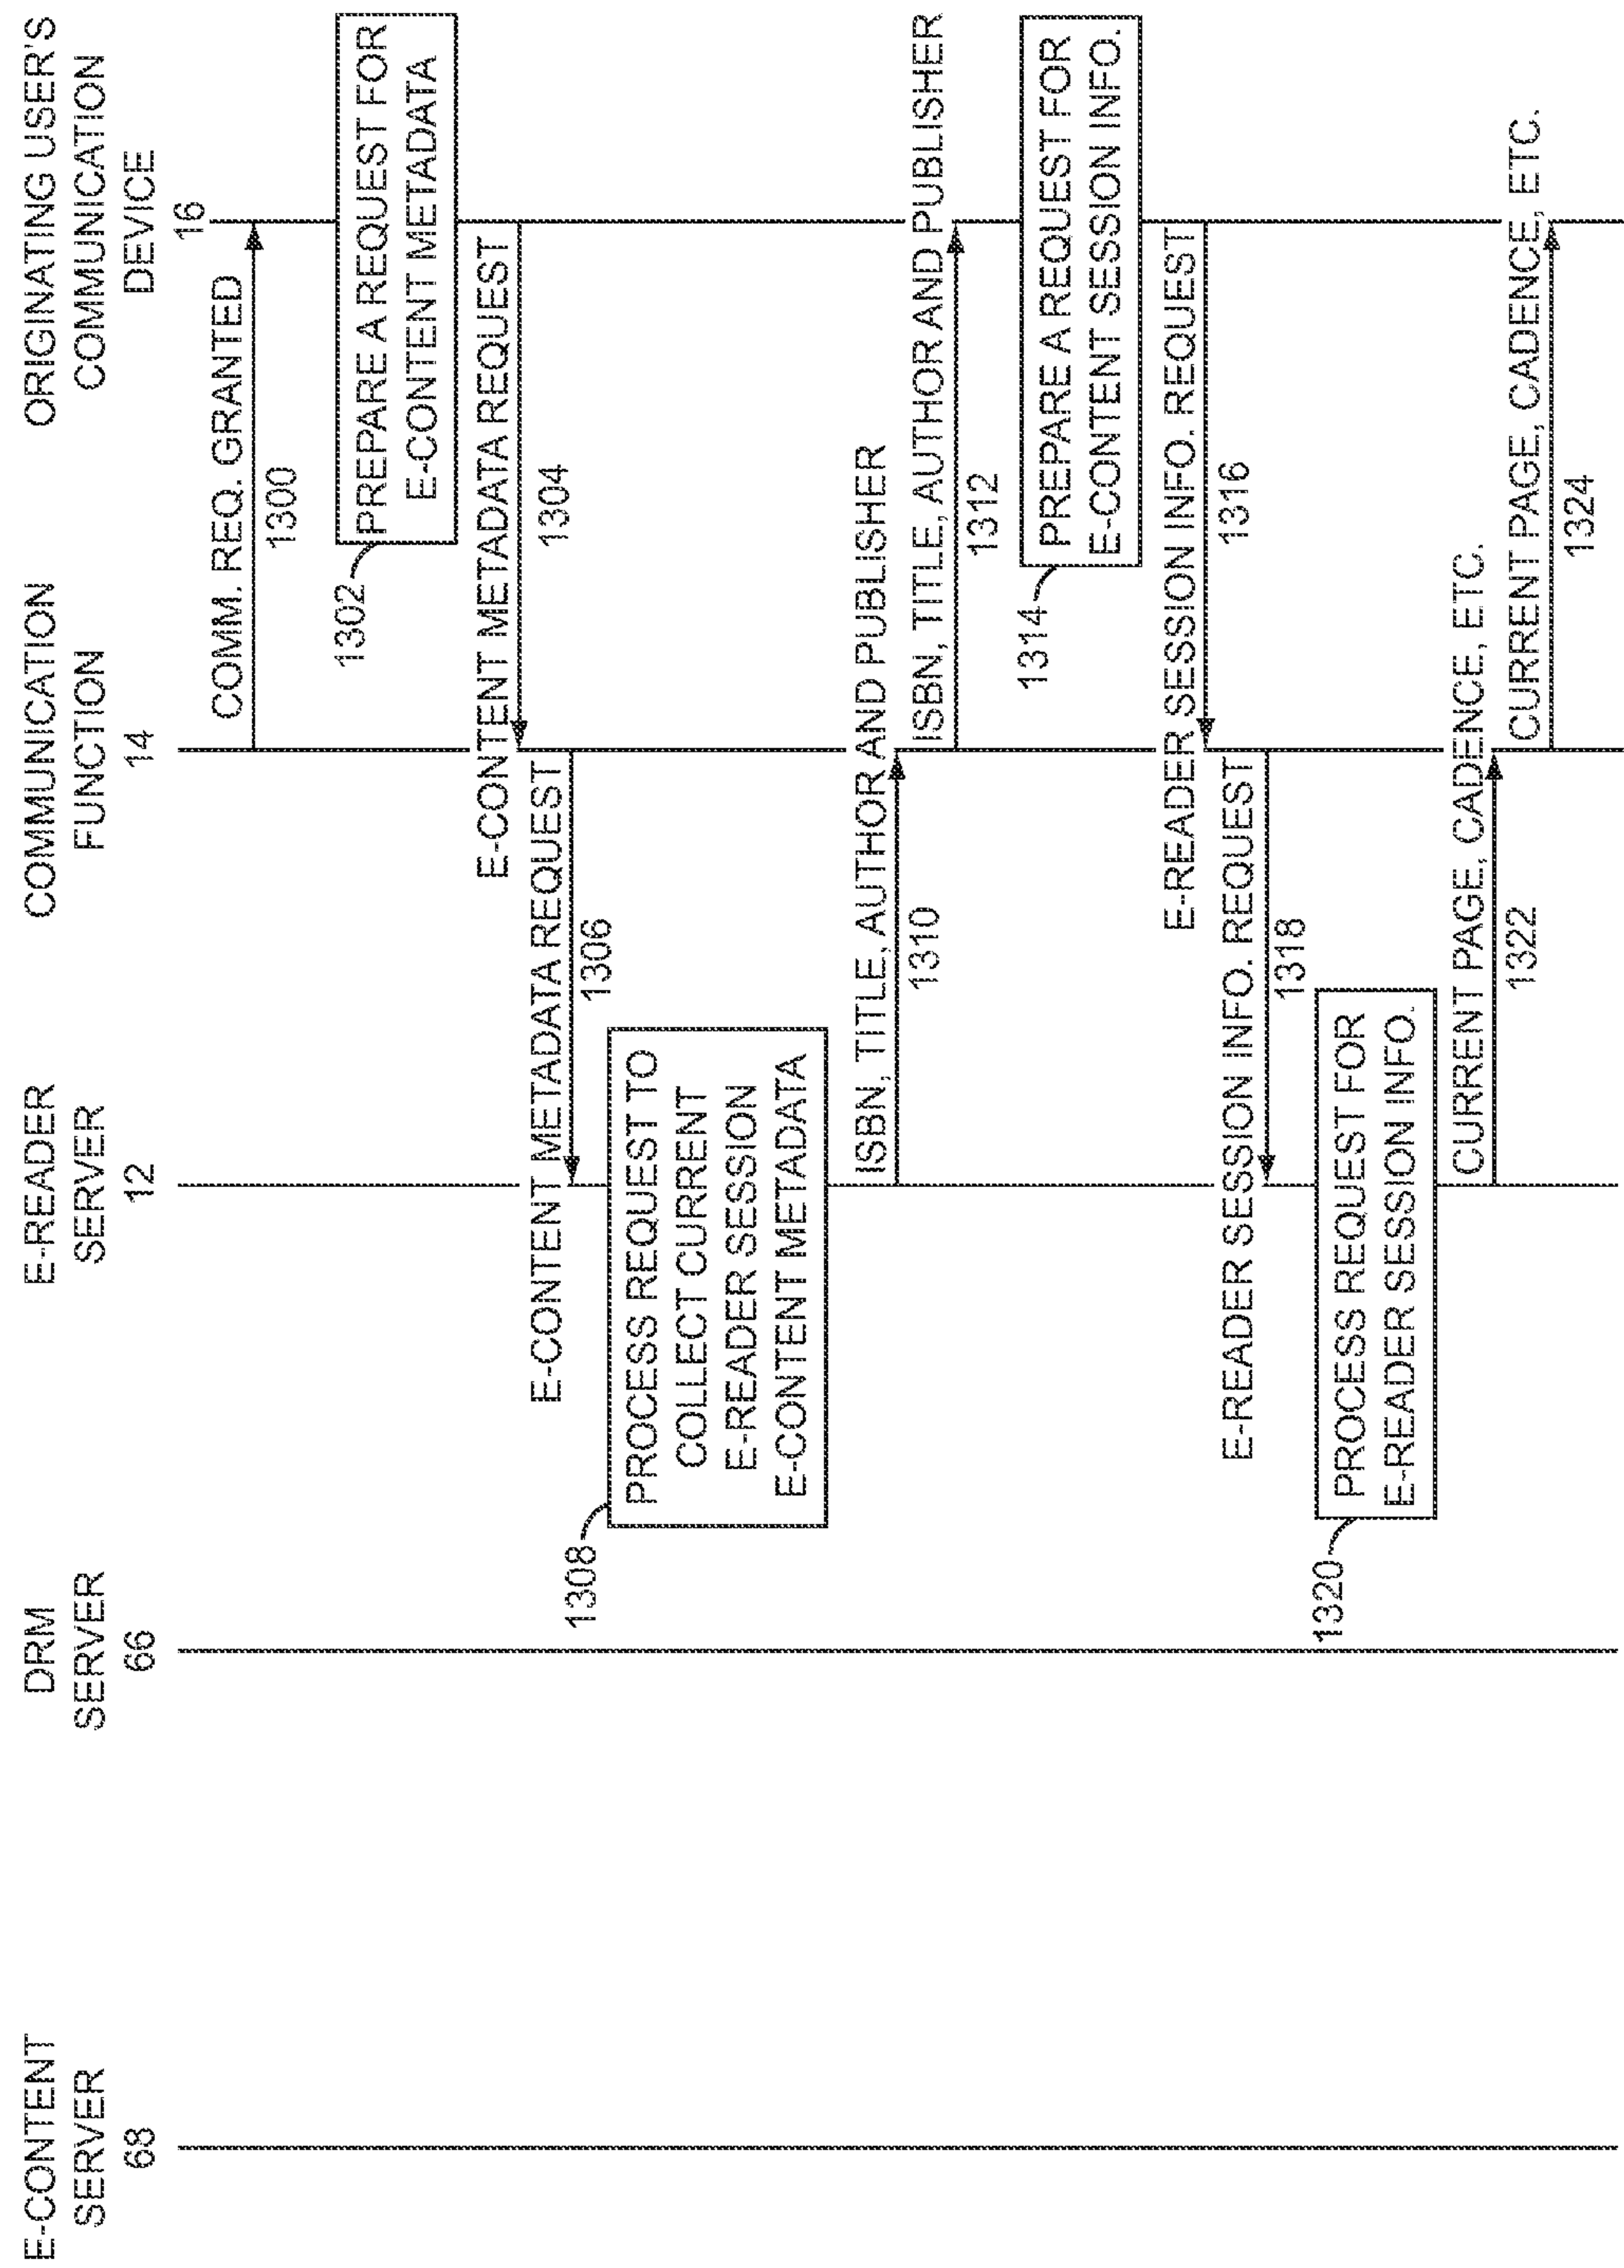 E-CONTENT
SERVER
68
DRM
SERVER
66
E-READER
SERVER
12
COMMUNICATION
FUNCTION
14
ORIGINATING USER'S
COMMUNICATION
DEVICE
16
COMM. REQ. GRANTED
1300
1302
PREPARE A REQUEST FOR
E-CONTENT METADATA
E-CONTENT METADATA REQUEST
1304
E-CONTENT METADATA REQUEST
1306
1308
PROCESS REQUEST TO
COLLECT CURRENT
E-READER SESSION
E-CONTENT METADATA
ISBN, TITLE, AUTHOR AND PUBLISHER
1310
ISBN, TITLE, AUTHOR AND PUBLISHER
1312
1314
PREPARE A REQUEST FOR
E-CONTENT SESSION INFO.
E-READER SESSION INFO. REQUEST
1316
E-READER SESSION INFO. REQUEST
1318
1320
PROCESS REQUEST FOR
E-READER SESSION INFO.
CURRENT PAGE, CADENCE, ETC.
1322
CURRENT PAGE, CADENCE, ETC.
1324